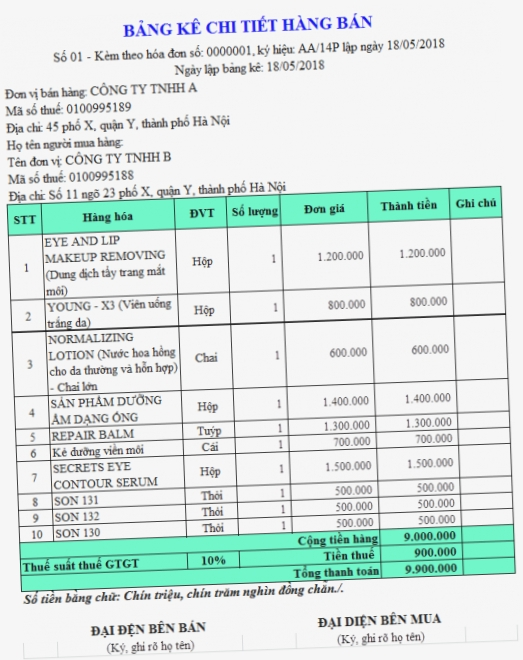 BẢNG KÊ CHI TIẾT HÀNG BÁN
Số 01 - Kèm theo hóa đơn số: 0000001, ký hiệu: AA/14P lập ngày 18/05/2018
Ngày lập bảng kê: 18/05/2018
Đơn vị bán hàng: CÔNG TY TNHH A
Mã số thuế: 0100995189
Địa chỉ: 45 phố X, quận Y, thành phố Hà Nội
Họ tên người mua hàng:
Tên đơn vị: CÔNG TY TNHH B
Mã số thuế: 0100995188
Địa chỉ: Số 11 ngõ 23 phố X, quận Y, thành phố Hà Nội
STT Hàng hóa ĐVT Số lượng Đơn giá Thành tiền Ghi chú
1 EYE AND LIP MAKEUP REMOVING (Dung dịch tẩy trang mắt môi) Hộp 1 1.200.000 1.200.000
2 YOUNG - X3 (Viên uống trắng da) Hộp 1 800.000 800.000
3 NORMALIZING LOTION (Nước hoa hồng cho da thường và hỗn hợp) - Chai lớn Chai 1 600.000 600.000
4 SẢN PHẨM DƯỠNG ẨM DẠNG ỐNG Hộp 1 1.400.000 1.400.000
5 REPAIR BALM Tuýp 1 1.300.000 1.300.000
6 Kẻ dưỡng viền môi Cái 1 700.000 700.000
7 SECRETS EYE CONTOUR SERUM Hộp 1 1.500.000 1.500.000
8 SON 131 Thỏi 1 500.000 500.000
9 SON 132 Thỏi 1 500.000 500.000
10 SON 130 Thỏi 1 500.000 500.000
Cộng tiền hàng 9.000.000
Thuế suất thuế GTGT 10% Tiền thuế 900.000
Tổng thanh toán 9.900.000
Số tiền bằng chữ: Chín triệu, chín trăm nghìn đồng chẵn./.
ĐẠI ĐỆN BÊN BÁN ĐẠI DIỆN BÊN MUA
(Ký, ghi rõ họ tên) (Ký, ghi rõ họ tên)